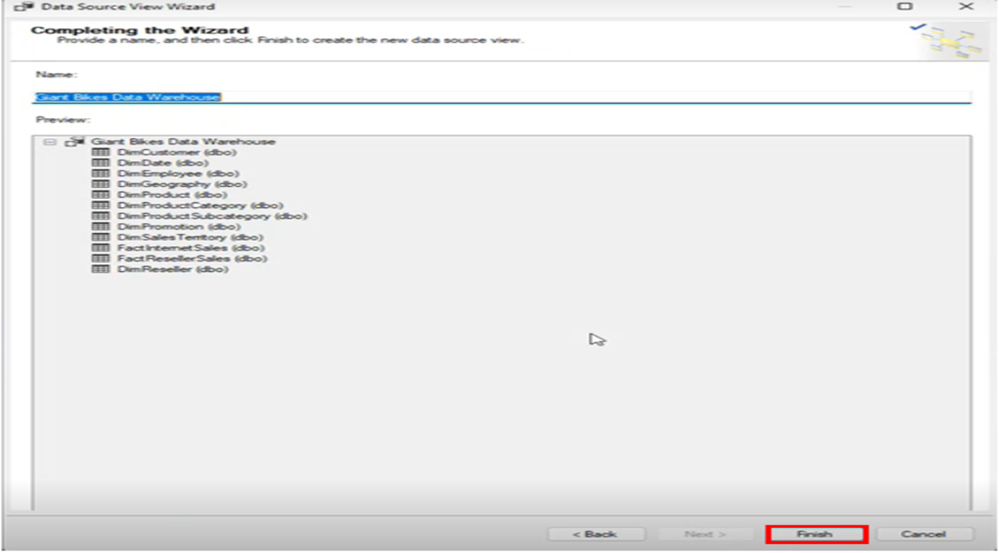 Data Source View Wizard
Completing the Wizard
Provide a name, and then click Finish to create the new data source view.
Name:
Giant Bikes Data Warehouse
Preview:
Giant Bikes Data Warehouse
DimCustomer (dbo)
DimDate (dbo)
DimEmployee (dbo)
DimGeography (dbo)
DimProduct (dbo)
DimProductCategory (dbo)
DimProductSubcategory (dbo)
DimPromotion (dbo)
DimSalesTerritory (dbo)
FactInternetSales (dbo)
FactResellerSales (dbo)
DimReseller (dbo)
< Back Next > Finish Cancel